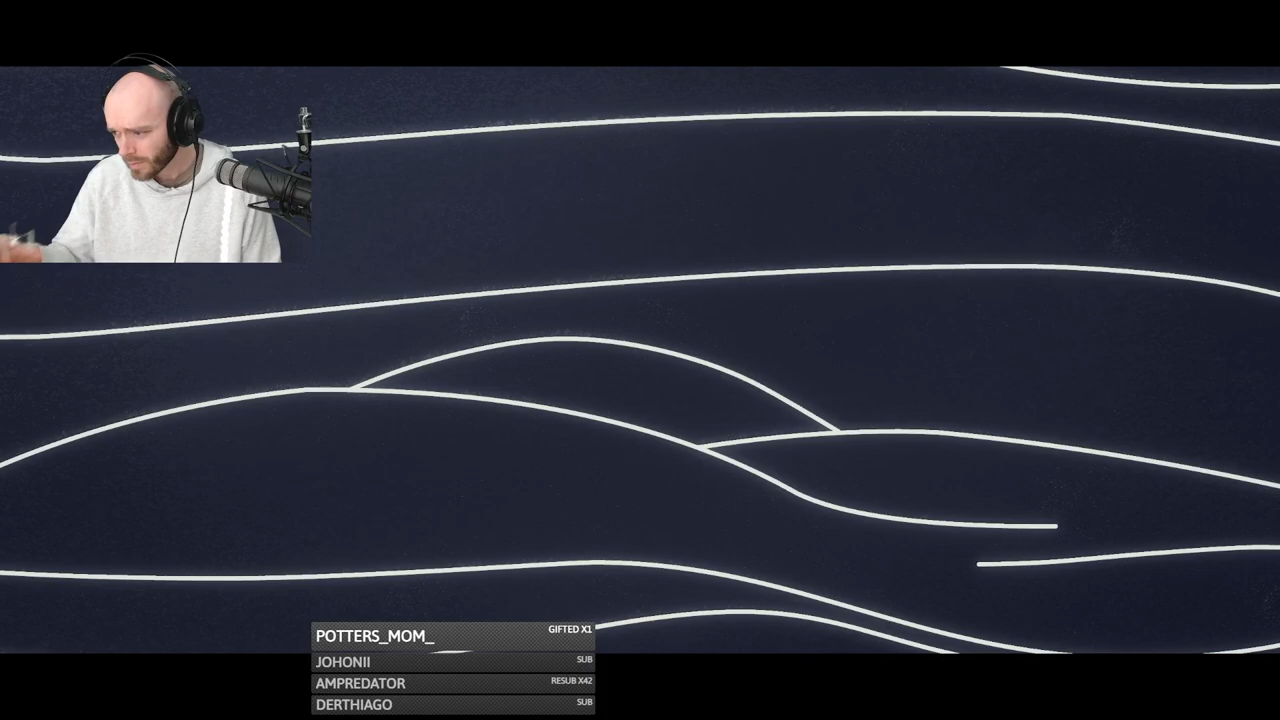 POTTERS_MOM_ GIFTED X1
JOHONII SUB
AMPREDATOR RESUB X42
DERTHIAGO SUB